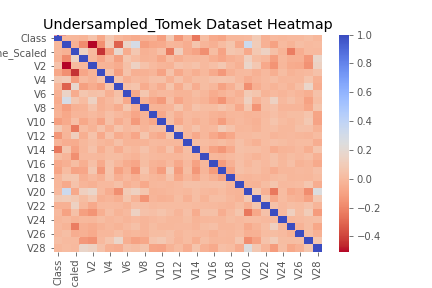 Undersampled_Tomek Dataset Heatmap
Class
ne_Scaled
V2
V4
V6
V8
V10
V12
V14
V16
V18
V20
V22
V24
V26
V28
Class
caled
V2
V4
V6
V8
V10
V12
V14
V16
V18
V20
V22
V24
V26
V28
1.0
0.8
0.6
0.4
0.2
0.0
−0.2
−0.4